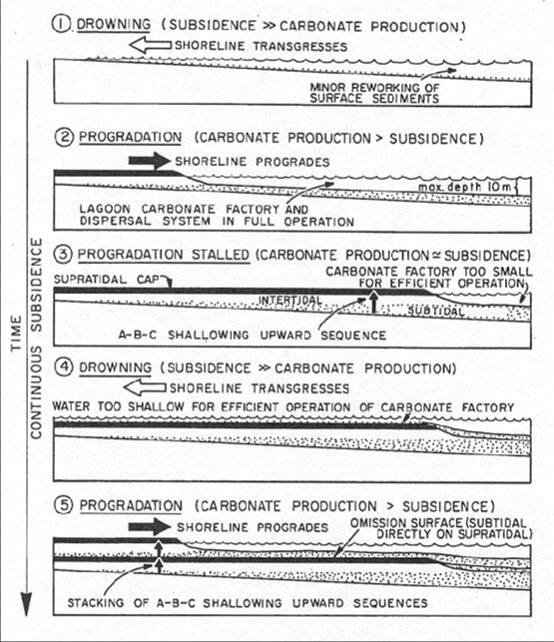 ① DROWNING (SUBSIDENCE >> CARBONATE PRODUCTION)
SHORELINE TRANSGRESSES
MINOR REWORKING OF
SURFACE SEDIMENTS
② PROGRADATION (CARBONATE PRODUCTION > SUBSIDENCE)
SHORELINE PROGRADES
max. depth 10 m.
LAGOON CARBONATE FACTORY AND
DISPERSAL SYSTEM IN FULL OPERATION
③ PROGRADATION STALLED (CARBONATE PRODUCTION ≃ SUBSIDENCE)
CARBONATE FACTORY TOO SMALL
FOR EFFICIENT OPERATION
SUPRATIDAL CAP
INTERTIDAL
SUBTIDAL
A-B-C SHALLOWING UPWARD SEQUENCE
④ DROWNING (SUBSIDENCE >> CARBONATE PRODUCTION)
SHORELINE TRANSGRESSES
WATER TOO SHALLOW FOR EFFICIENT OPERATION OF CARBONATE FACTORY
⑤ PROGRADATION (CARBONATE PRODUCTION > SUBSIDENCE)
SHORELINE PROGRADES
OMISSION SURFACE (SUBTIDAL
DIRECTLY ON SUPRATIDAL)
STACKING OF A-B-C SHALLOWING UPWARD SEQUENCES
TIME
CONTINUOUS SUBSIDENCE